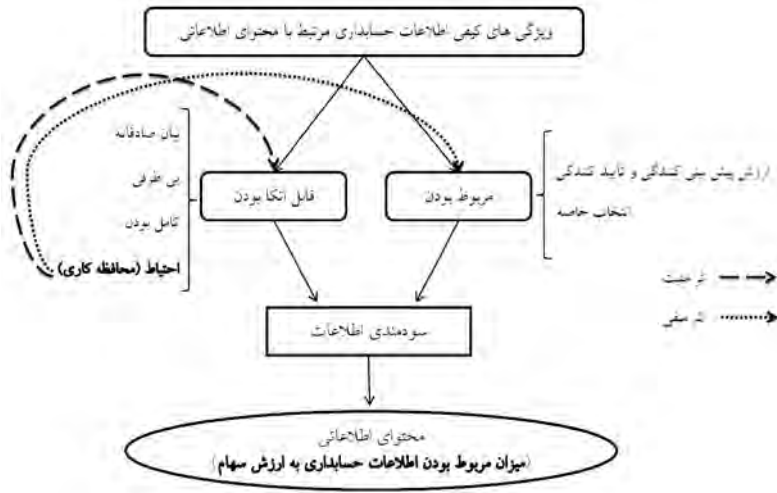 ویژگی های کیفی اطلاعات حسابداری مرتبط با محتوای اطلاعاتی
بیان صادقانه
بی طرفی
کامل بودن
احتیاط (محافظه کاری)
قابل اتکا بودن
مربوط بودن
ارزش پیش بینی کنندگی و تأیید کنندگی
انتخاب خاصه
اثر مثبت
اثر منفی
سودمندی اطلاعات
محتوای اطلاعاتی
(میزان مربوط بودن اطلاعات حسابداری به ارزش سهام)